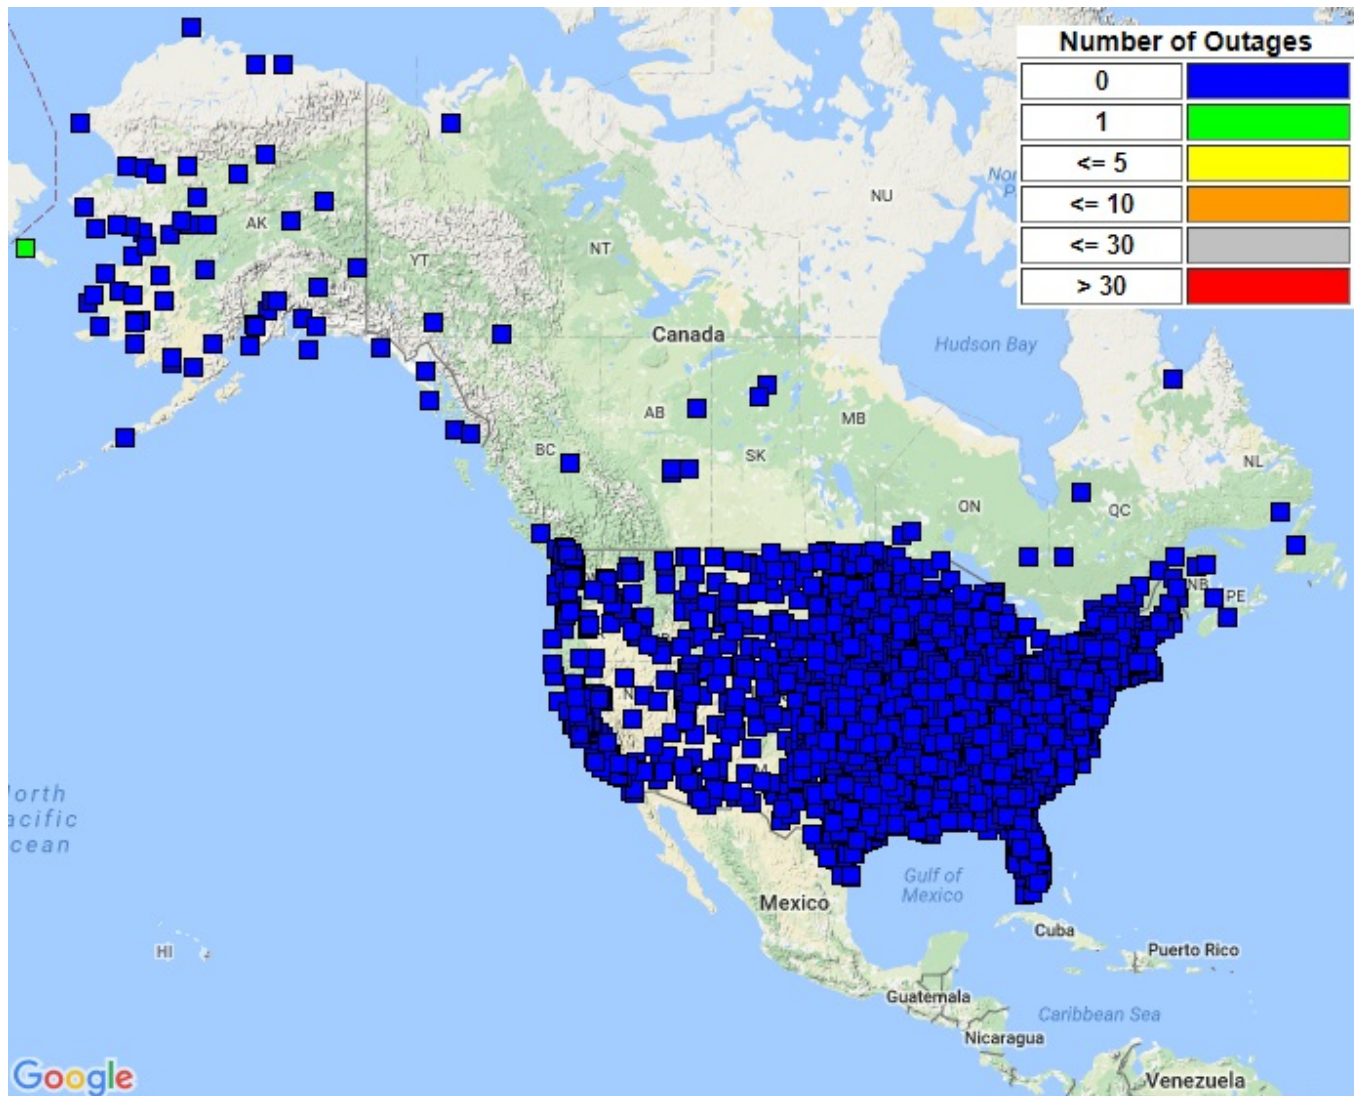 Number of Outages
0
1
<= 5
<= 10
<= 30
> 30
NU
AK
NT
YT
Canada
Hudson Bay
AB
MB
BC
SK
NL
ON
QC
NB
PE
orth
acific
cean
Gulf of
Mexico
Mexico
HI
Cuba
Puerto Rico
Guatemala
Caribbean Sea
Nicaragua
Google
Venezuela